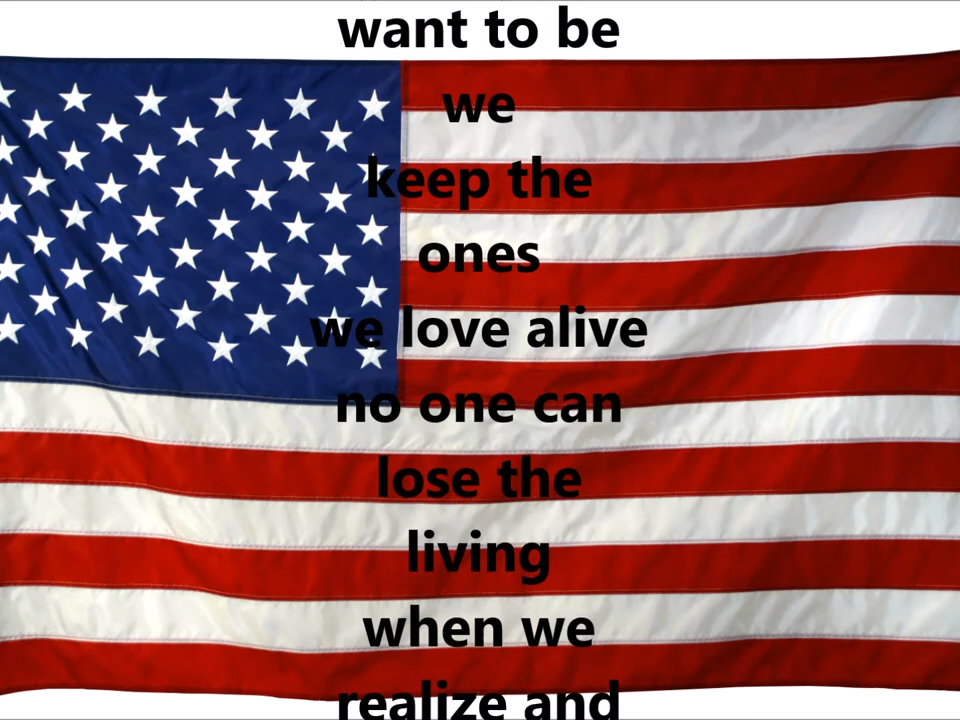 want to be
we
keep the
ones
we love alive
no one can
lose the
living
when we
realize and